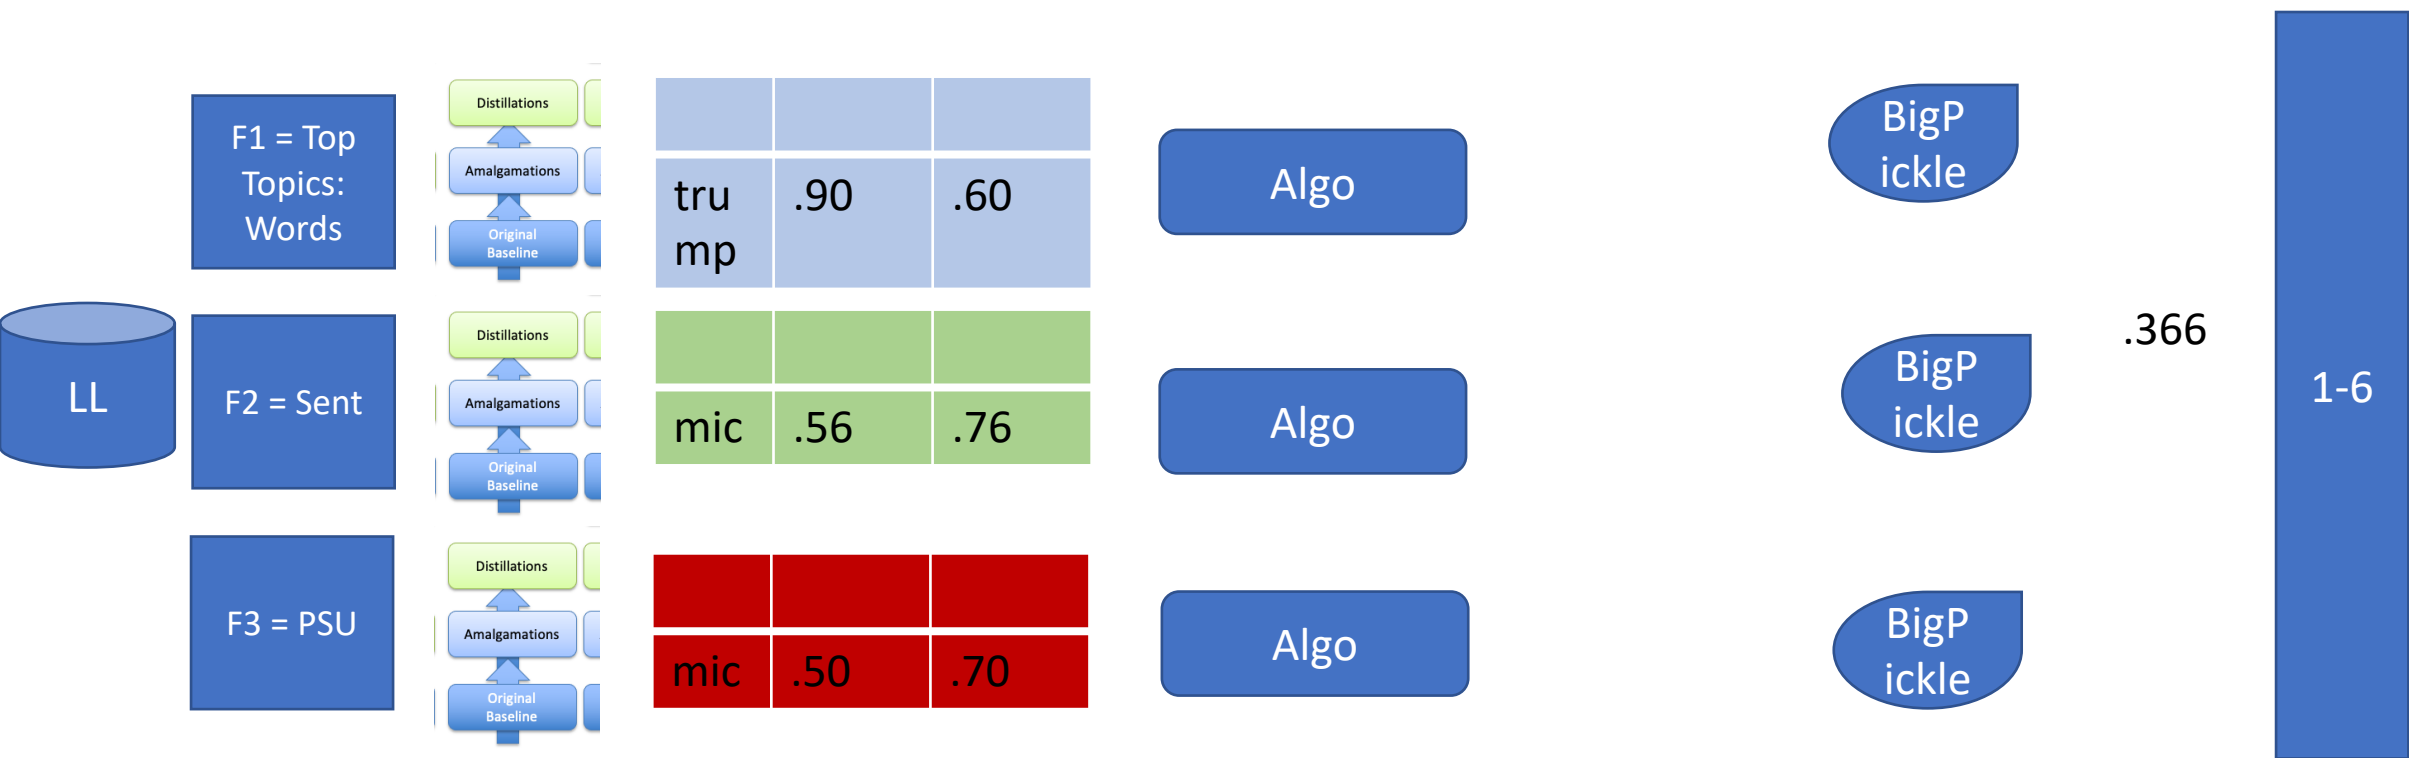 LL
F1 = Top
Topics:
Words
Distillations
Amalgamations
Original
Baseline
tru
mp
.90
.60
Algo
BigP
ickle
F2 = Sent
Distillations
Amalgamations
Original
Baseline
mic
.56
.76
Algo
BigP
ickle
F3 = PSU
Distillations
Amalgamations
Original
Baseline
mic
.50
.70
Algo
BigP
ickle
.366
1-6